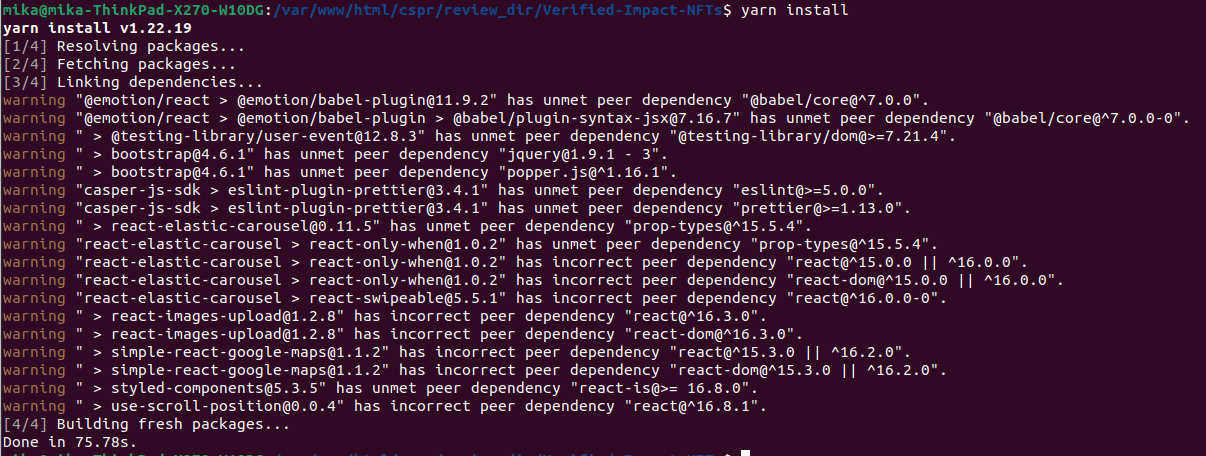 mika@mika-ThinkPad-X270-W10DG:/var/www/html/cspr/review_dir/Verified-Impact-NFTs$ yarn install
yarn install v1.22.19
[1/4] Resolving packages...
[2/4] Fetching packages...
[3/4] Linking dependencies...
warning "@emotion/react > @emotion/babel-plugin@11.9.2" has unmet peer dependency "@babel/core@^7.0.0".
warning "@emotion/react > @emotion/babel-plugin > @babel/plugin-syntax-jsx@7.16.7" has unmet peer dependency "@babel/core@^7.0.0-0".
warning " > @testing-library/user-event@12.8.3" has unmet peer dependency "@testing-library/dom@>=7.21.4".
warning " > bootstrap@4.6.1" has unmet peer dependency "jquery@1.9.1 - 3".
warning " > bootstrap@4.6.1" has unmet peer dependency "popper.js@^1.16.1".
warning "casper-js-sdk > eslint-plugin-prettier@3.4.1" has unmet peer dependency "eslint@>=5.0.0".
warning "casper-js-sdk > eslint-plugin-prettier@3.4.1" has unmet peer dependency "prettier@>=1.13.0".
warning " > react-elastic-carousel@0.11.5" has unmet peer dependency "prop-types@^15.5.4".
warning "react-elastic-carousel > react-only-when@1.0.2" has unmet peer dependency "prop-types@^15.5.4".
warning "react-elastic-carousel > react-only-when@1.0.2" has incorrect peer dependency "react@^15.0.0 || ^16.0.0".
warning "react-elastic-carousel > react-only-when@1.0.2" has incorrect peer dependency "react-dom@^15.0.0 || ^16.0.0".
warning "react-elastic-carousel > react-swipeable@5.5.1" has incorrect peer dependency "react@^16.0.0-0".
warning " > react-images-upload@1.2.8" has incorrect peer dependency "react@^16.3.0".
warning " > react-images-upload@1.2.8" has incorrect peer dependency "react-dom@^16.3.0".
warning " > simple-react-google-maps@1.1.2" has incorrect peer dependency "react@^15.3.0 || ^16.2.0".
warning " > simple-react-google-maps@1.1.2" has incorrect peer dependency "react-dom@^15.3.0 || ^16.2.0".
warning " > styled-components@5.3.5" has unmet peer dependency "react-is@>= 16.8.0".
warning " > use-scroll-position@0.0.4" has incorrect peer dependency "react@^16.8.1".
[4/4] Building fresh packages...
Done in 75.78s.